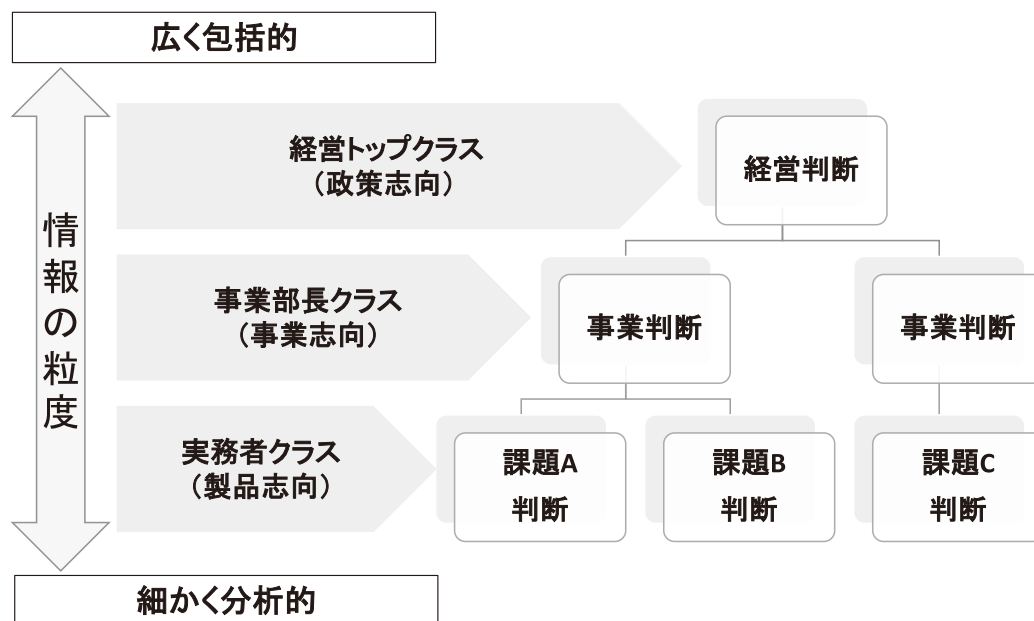 広く包括的
情報の粒度
経営トップクラス
（政策志向）
経営判断
事業部長クラス
（事業志向）
事業判断
事業判断
実務者クラス
（製品志向）
課題A
判断
課題B
判断
課題C
判断
細かく分析的